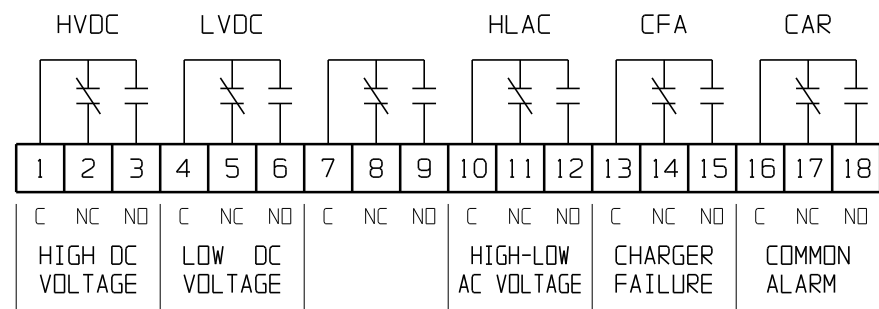 HVDC LVDC HLAC CFA CAR
1 2 3 4 5 6 7 8 9 10 11 12 13 14 15 16 17 18
C NC NO C NC NO C NC NO C NC NO C NC NO C NC NO
HIGH DC LOW DC HIGH-LOW CHARGER COMMON
VOLTAGE VOLTAGE AC VOLTAGE FAILURE ALARM